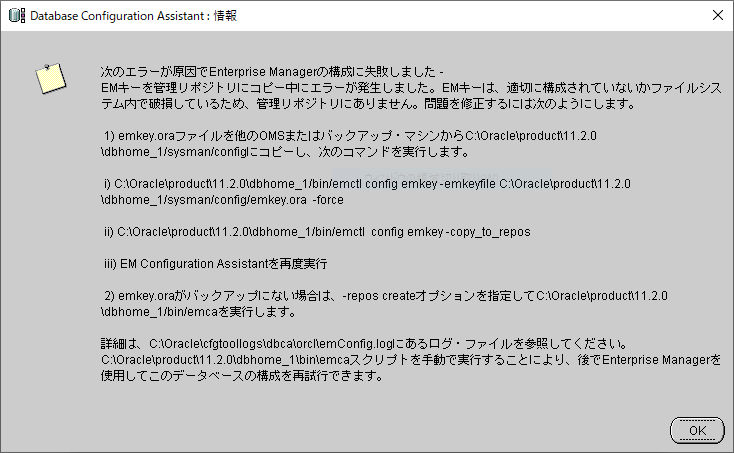 Database Configuration Assistant : 情報
次のエラーが原因でEnterprise Managerの構成に失敗しました -
EMキーを管理リポジトリにコピー中にエラーが発生しました。EMキーは、適切に構成されていないかファイルシス
テム内で破損しているため、管理リポジトリにありません。問題を修正するには次のようにします。
1) emkey.oraファイルを他のOMSまたはバックアップ・マシンからC:\Oracle\product\11.2.0
\dbhome_1/sysman/configにコピーし、次のコマンドを実行します。
i) C:\Oracle\product\11.2.0\dbhome_1/bin/emctl config emkey -emkeyfile C:\Oracle\product\11.2.0
\dbhome_1/sysman/config/emkey.ora -force
ii) C:\Oracle\product\11.2.0\dbhome_1/bin/emctl config emkey -copy_to_repos
iii) EM Configuration Assistantを再度実行
2) emkey.oraがバックアップにない場合は、-repos createオプションを指定してC:\Oracle\product\11.2.0
\dbhome_1/bin/emcaを実行します。
詳細は、C:\Oracle\cfgtoollogs\dbca\orcl\emConfig.logにあるログ・ファイルを参照してください。
C:\Oracle\product\11.2.0\dbhome_1\bin\emcaスクリプトを手動で実行することにより、後でEnterprise Managerを
使用してこのデータベースの構成を再試行できます。
OK